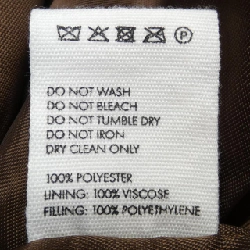 P
DO NOT WASH
DO NOT BLEACH
DO NOT TUMBLE DRY
DO NOT IRON
DRY CLEAN ONLY
100% POLYESTER
LINING: 100% VISCOSE
FILLING: 100% POLYETHYLENE